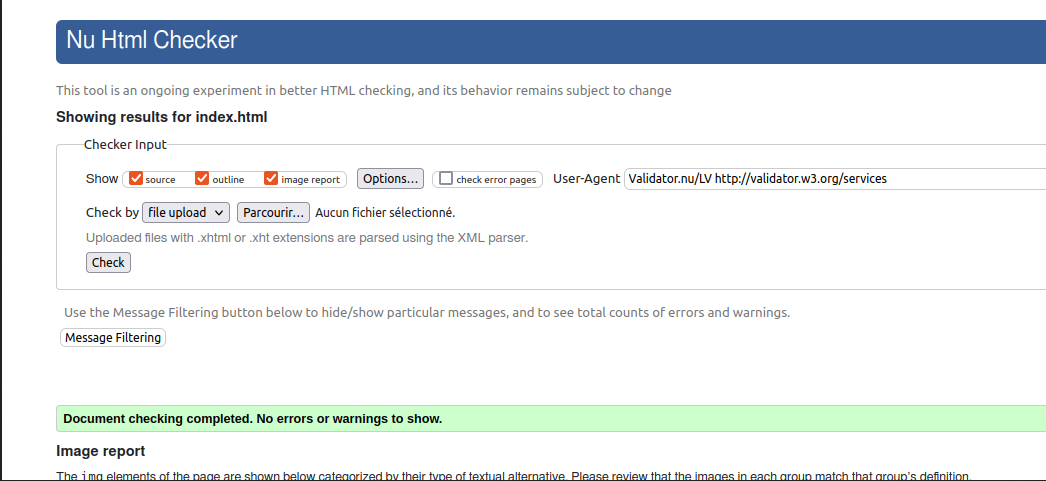 Nu Html Checker
This tool is an ongoing experiment in better HTML checking, and its behavior remains subject to change
Showing results for index.html
Checker Input
Show source outline image report Options... check error pages User-Agent Validator.nu/LV http://validator.w3.org/services
Check by file upload Parcourir... Aucun fichier sélectionné.
Uploaded files with .xhtml or .xht extensions are parsed using the XML parser.
Check
Use the Message Filtering button below to hide/show particular messages, and to see total counts of errors and warnings.
Message Filtering
Document checking completed. No errors or warnings to show.
Image report
The img elements of the page are shown below categorized by their type of textual alternative. Please review that the images in each group match that group's definition.